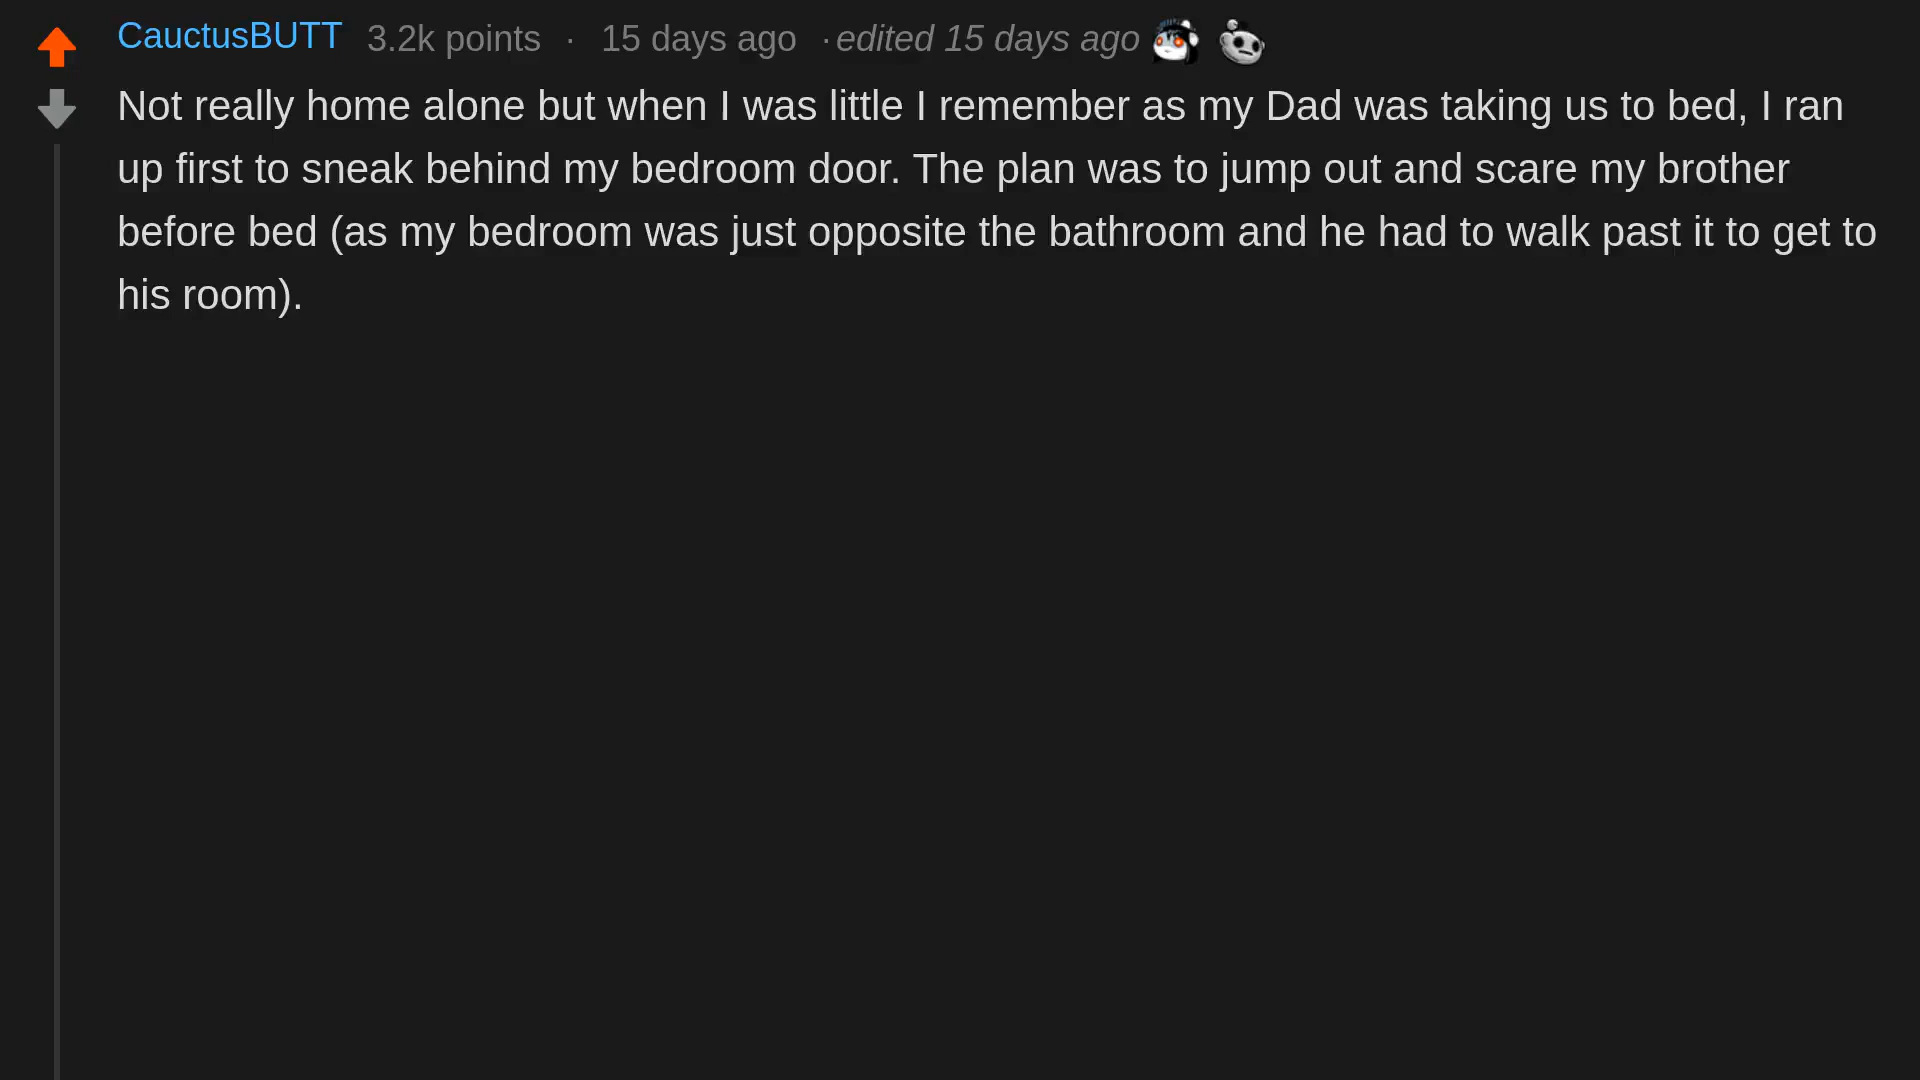 CauctusBUTT 3.2k points · 15 days ago · edited 15 days ago
Not really home alone but when I was little I remember as my Dad was taking us to bed, I ran
up first to sneak behind my bedroom door. The plan was to jump out and scare my brother
before bed (as my bedroom was just opposite the bathroom and he had to walk past it to get to
his room).